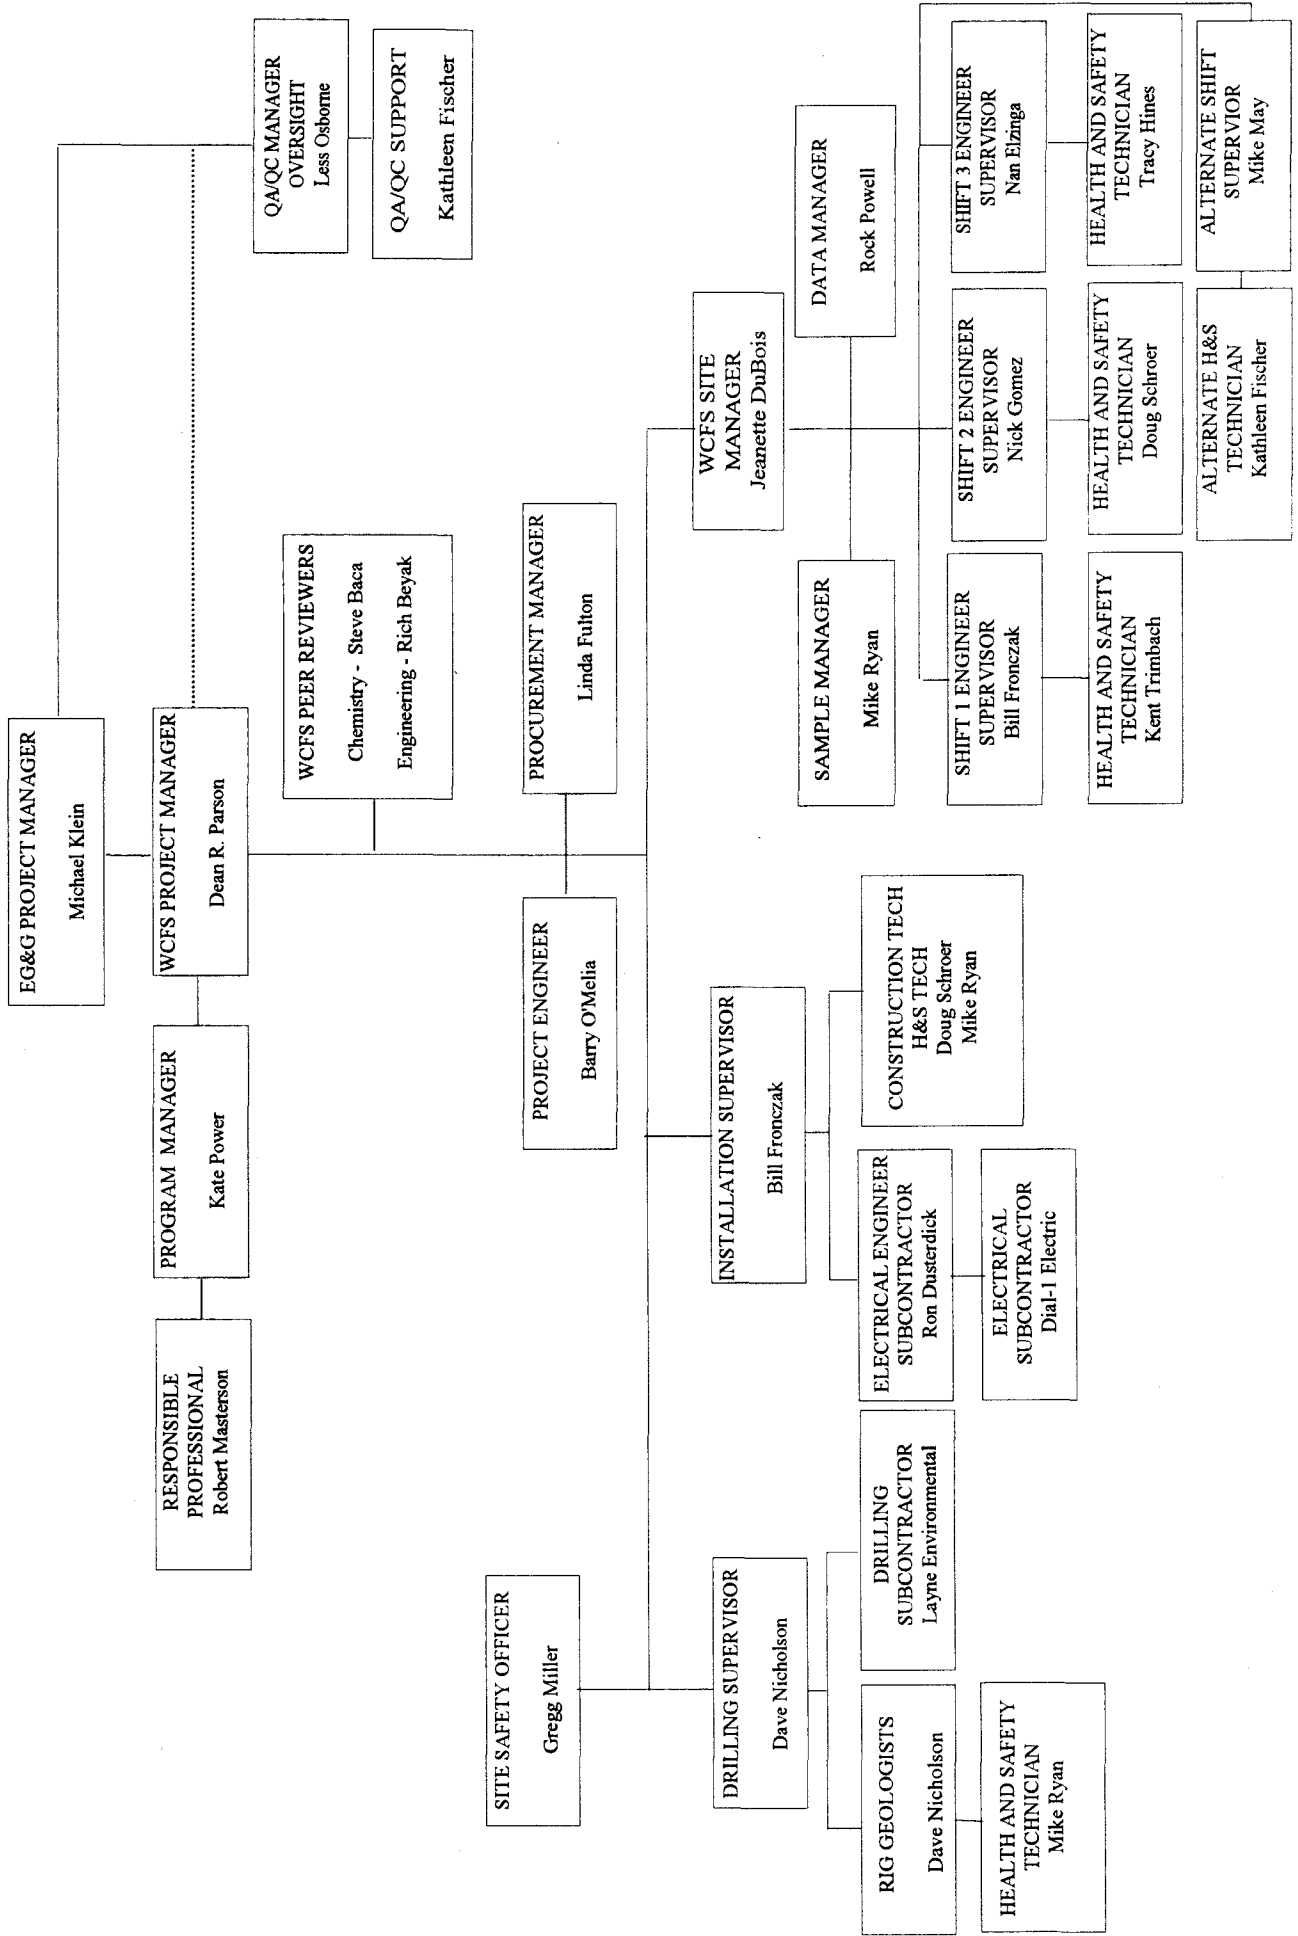 EG&G PROJECT MANAGER
Michael Klein
RESPONSIBLE
PROFESSIONAL
Robert Masterson
PROGRAM MANAGER
Kate Power
WCFS PROJECT MANAGER
Dean R. Parson
QA/QC MANAGER
OVERSIGHT
Less Osborne
QA/QC SUPPORT
Kathleen Fischer
WCFS PEER REVIEWERS
Chemistry - Steve Baca
Engineering - Rich Beyak
SITE SAFETY OFFICER
Gregg Miller
PROJECT ENGINEER
Barry O'Melia
PROCUREMENT MANAGER
Linda Fulton
DRILLING SUPERVISOR
Dave Nicholson
INSTALLATION SUPERVISOR
Bill Fronczak
WCFS SITE
MANAGER
Jeanette DuBois
SAMPLE MANAGER
Mike Ryan
DATA MANAGER
Rock Powell
RIG GEOLOGISTS
Dave Nicholson
DRILLING
SUBCONTRACTOR
Layne Environmental
ELECTRICAL ENGINEER
SUBCONTRACTOR
Ron Dusterdick
CONSTRUCTION TECH
H&S TECH
Doug Schroer
Mike Ryan
HEALTH AND SAFETY
TECHNICIAN
Mike Ryan
ELECTRICAL
SUBCONTRACTOR
Dial-1 Electric
SHIFT 1 ENGINEER
SUPERVISOR
Bill Fronczak
SHIFT 2 ENGINEER
SUPERVISOR
Nick Gomez
SHIFT 3 ENGINEER
SUPERVISOR
Nan Elzinga
HEALTH AND SAFETY
TECHNICIAN
Kent Trimbach
HEALTH AND SAFETY
TECHNICIAN
Doug Schroer
HEALTH AND SAFETY
TECHNICIAN
Tracy Hines
ALTERNATE H&S
TECHNICIAN
Kathleen Fischer
ALTERNATE SHIFT
SUPERVIOR
Mike May